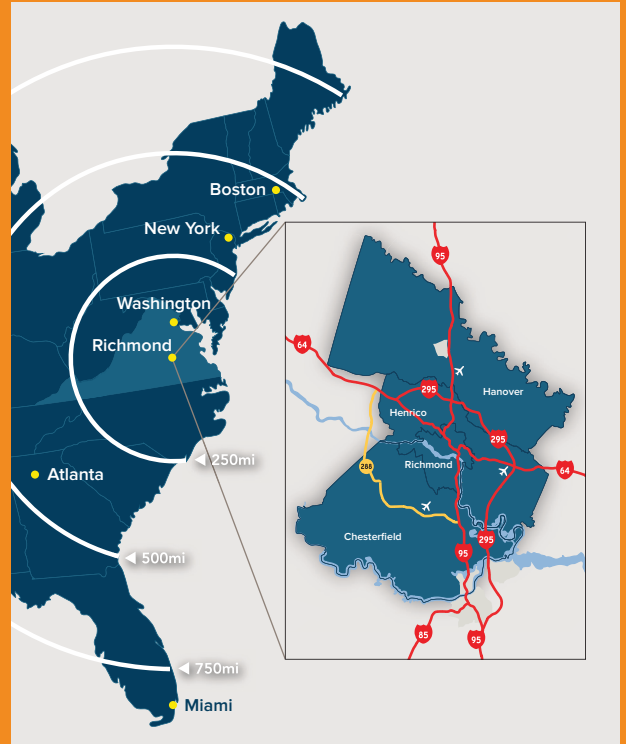 Boston
New York
Washington
Richmond
250mi
Atlanta
500mi
750mi
Miami
95
64
295
Hanover
Henrico
295
Richmond
288
64
Chesterfield
295
95
85
95